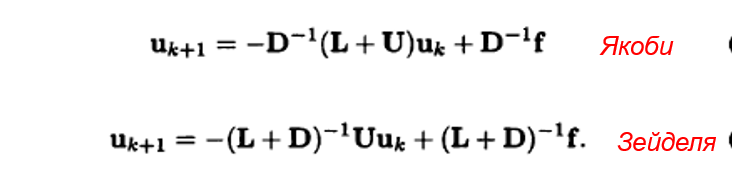 u_{k+1} = −D^{−1}(L + U)u_k + D^{−1}f Якоби (
u_{k+1} = −(L + D)^{−1}Uu_k + (L + D)^{−1}f. Зейделя (